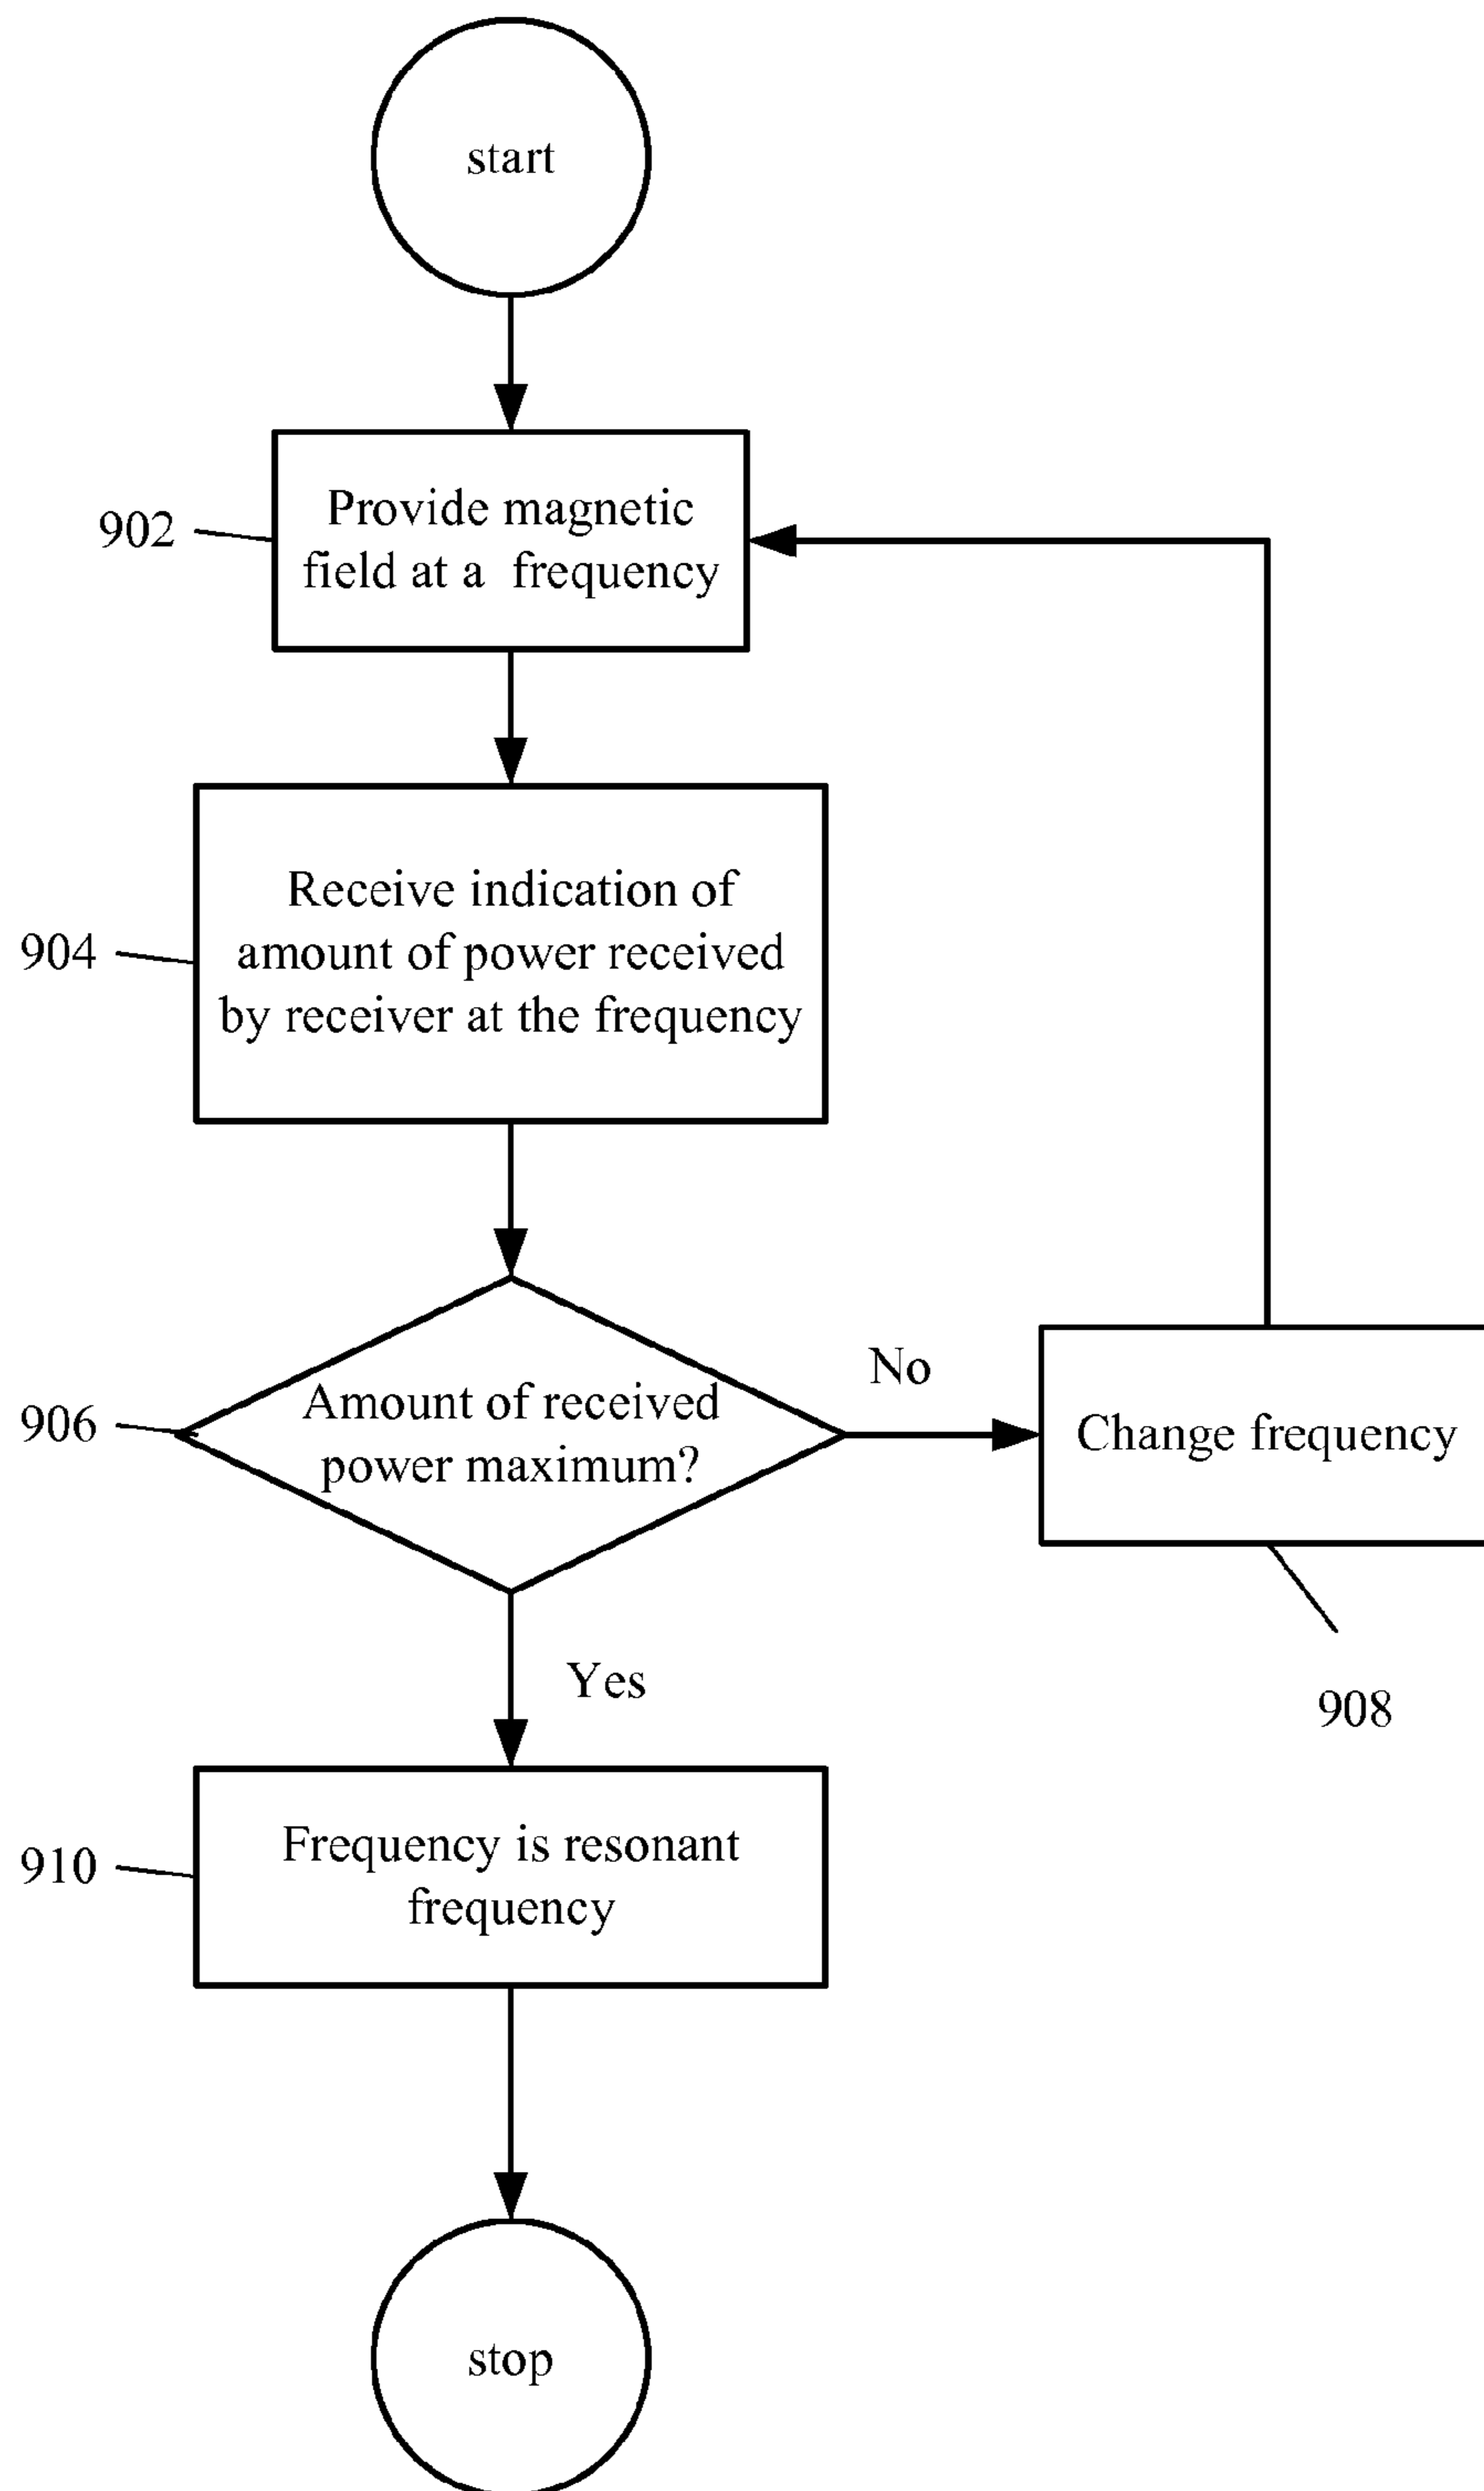 start
902
Provide magnetic
field at a frequency
904
Receive indication of
amount of power received
by receiver at the frequency
906
Amount of received
power maximum?
No
Change frequency
Yes
908
910
Frequency is resonant
frequency
stop